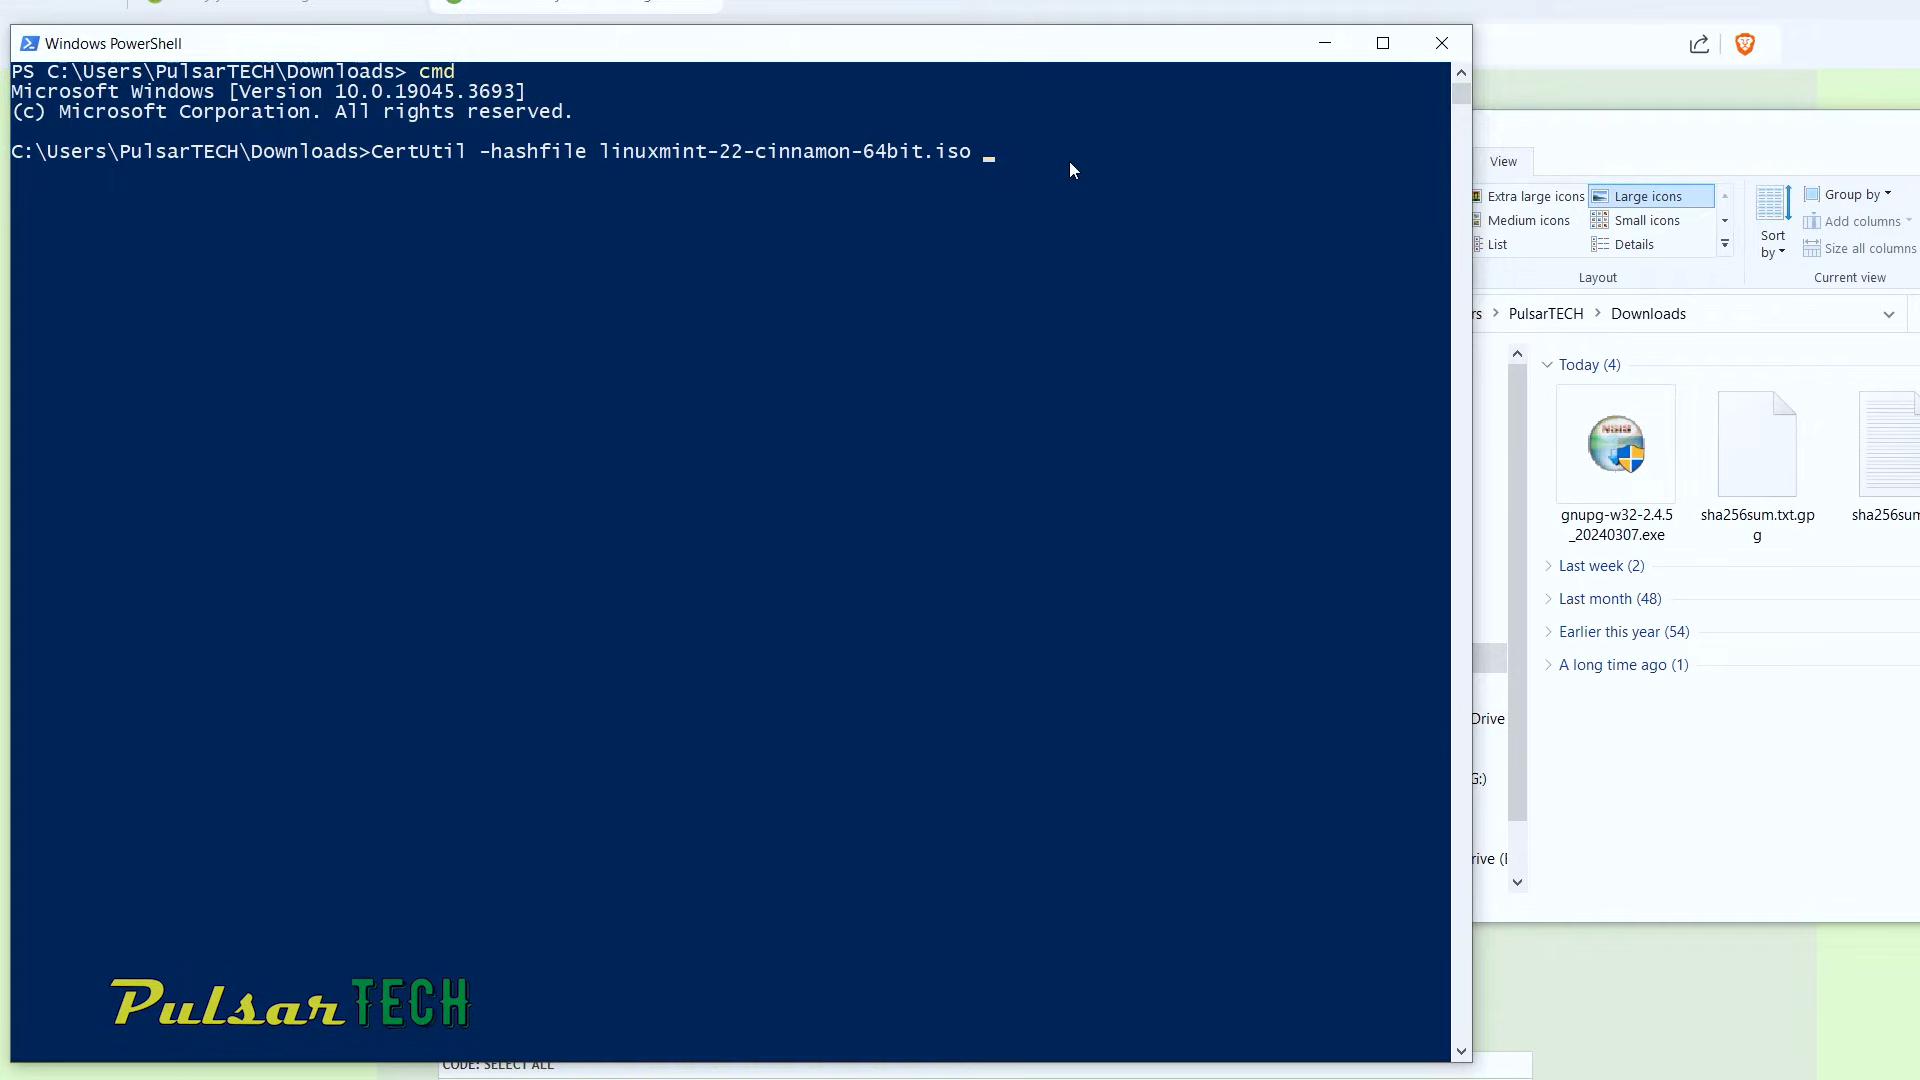 Windows PowerShell
PS C:\Users\PulsarTECH\Downloads> cmd
Microsoft Windows [Version 10.0.19045.3693]
(c) Microsoft Corporation. All rights reserved.
C:\Users\PulsarTECH\Downloads>CertUtil -hashfile linuxmint-22-cinnamon-64bit.iso _
View
Extra large icons
Large icons
Medium icons
Small icons
List
Details
Layout
Sort
by
Group by
Add columns
Size all columns
Current view
rs > PulsarTECH > Downloads
Today (4)
gnupg-w32-2.4.5
_20240307.exe
sha256sum.txt.gp
g
sha256sum
Last week (2)
Last month (48)
Earlier this year (54)
A long time ago (1)
Drive
G:)
rive (
NSIS
PulsarTECH
CODE: SELECT ALL